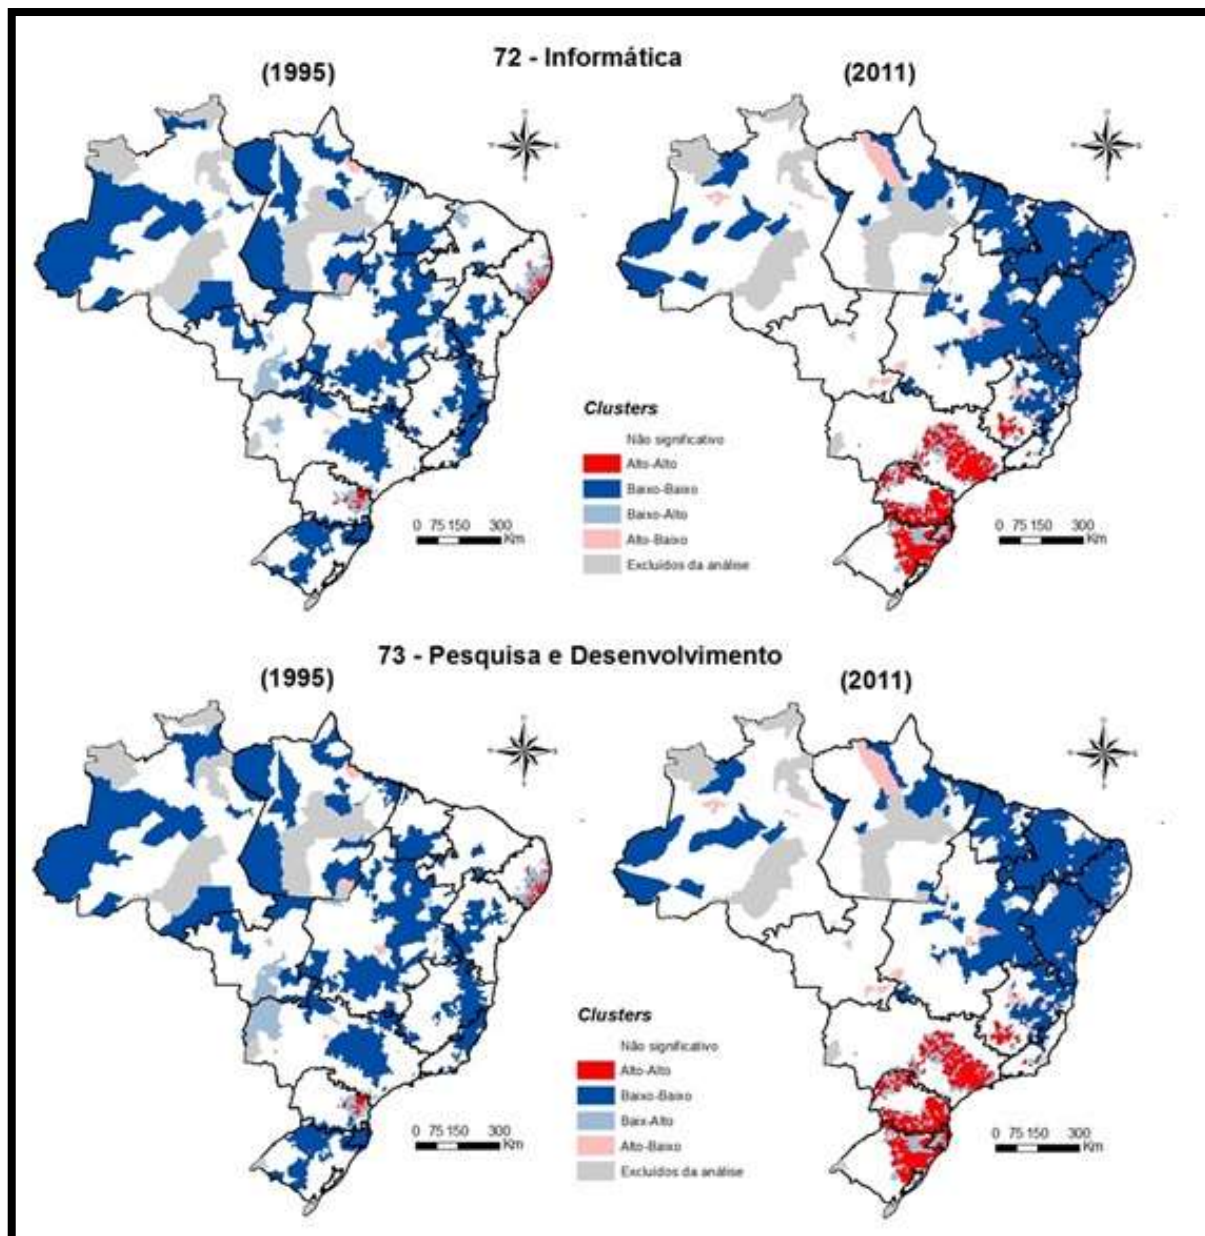 72 - Informática
(1995)
(2011)
Clusters
Não significativo
Alto-Alto
Baixo-Baixo
Baixo-Alto
Alto-Baixo
Excluídos da análise
0 75 150 300
Km
0 75 150 300
Km
73 - Pesquisa e Desenvolvimento
(1995)
(2011)
Clusters
Não significativo
Alto-Alto
Baixo-Baixo
Baix-Alto
Alto-Baixo
Excluídos da análise
0 75 150 300
Km
0 75 150 300
Km